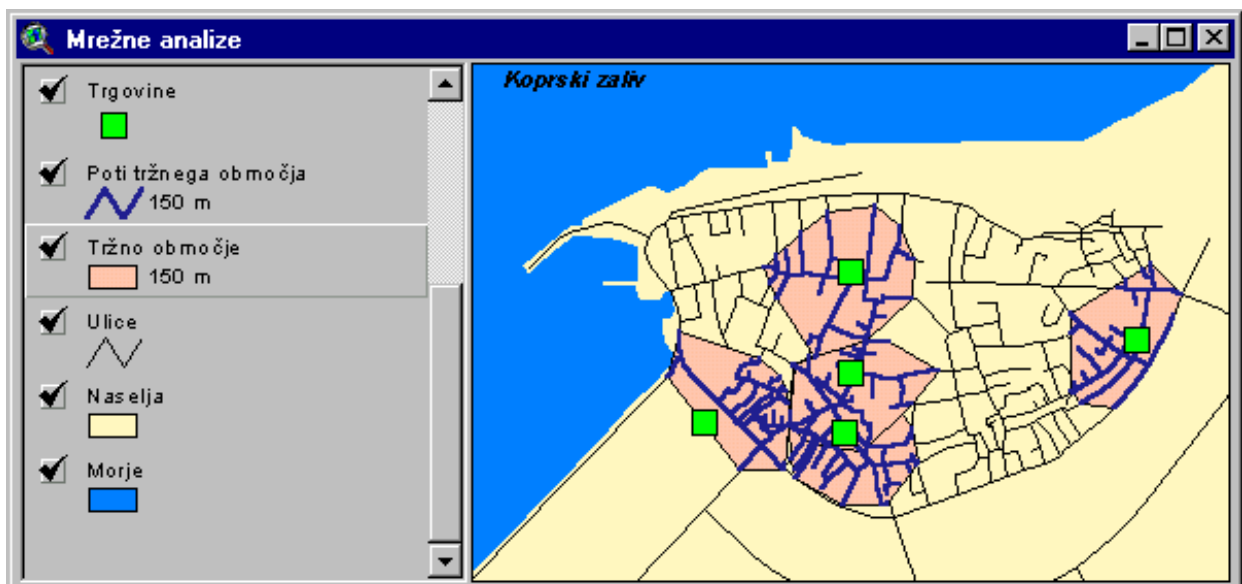 Mrežne analize
Trgovine
Poti tržnega območja
150 m
Tržno območje
150 m
Ulice
Naselja
Morje
Koprski zaliv